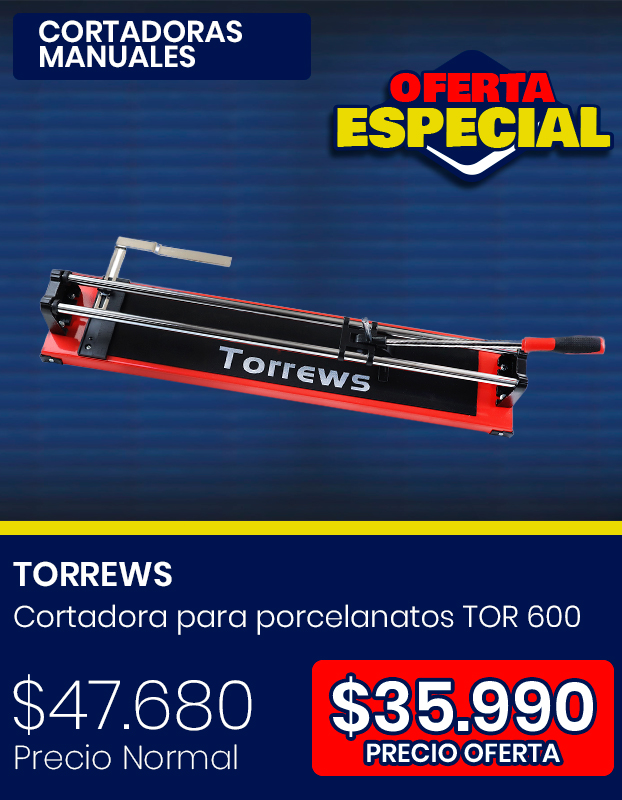 CORTADORAS
MANUALES
OFERTA
ESPECIAL
Torrews
TORREWS
Cortadora para porcelanatos TOR 600
$47.680
Precio Normal
$35.990
PRECIO OFERTA